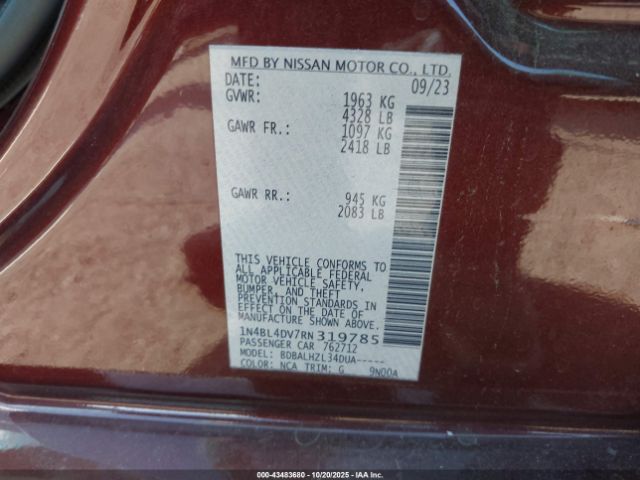 MFD BY NISSAN MOTOR CO., LTD.
DATE: 09/23
GVWR: 1963 KG
4328 LB
GAWR FR.: 1097 KG
2418 LB
GAWR RR.: 945 KG
2083 LB
THIS VEHICLE CONFORMS TO
ALL APPLICABLE FEDERAL
MOTOR VEHICLE SAFETY,
BUMPER, AND THEFT
PREVENTION STANDARDS IN
EFFECT ON THE DATE OF
MANUFACTURE SHOWN ABOVE.
1N4BL4DV7RN319785
PASSENGER CAR 762712
MODEL: BDBALHZL34DUA-----
COLOR: NCA TRIM: G 9N00A
000-43483680 - 10/20/2025 - IAA Inc.